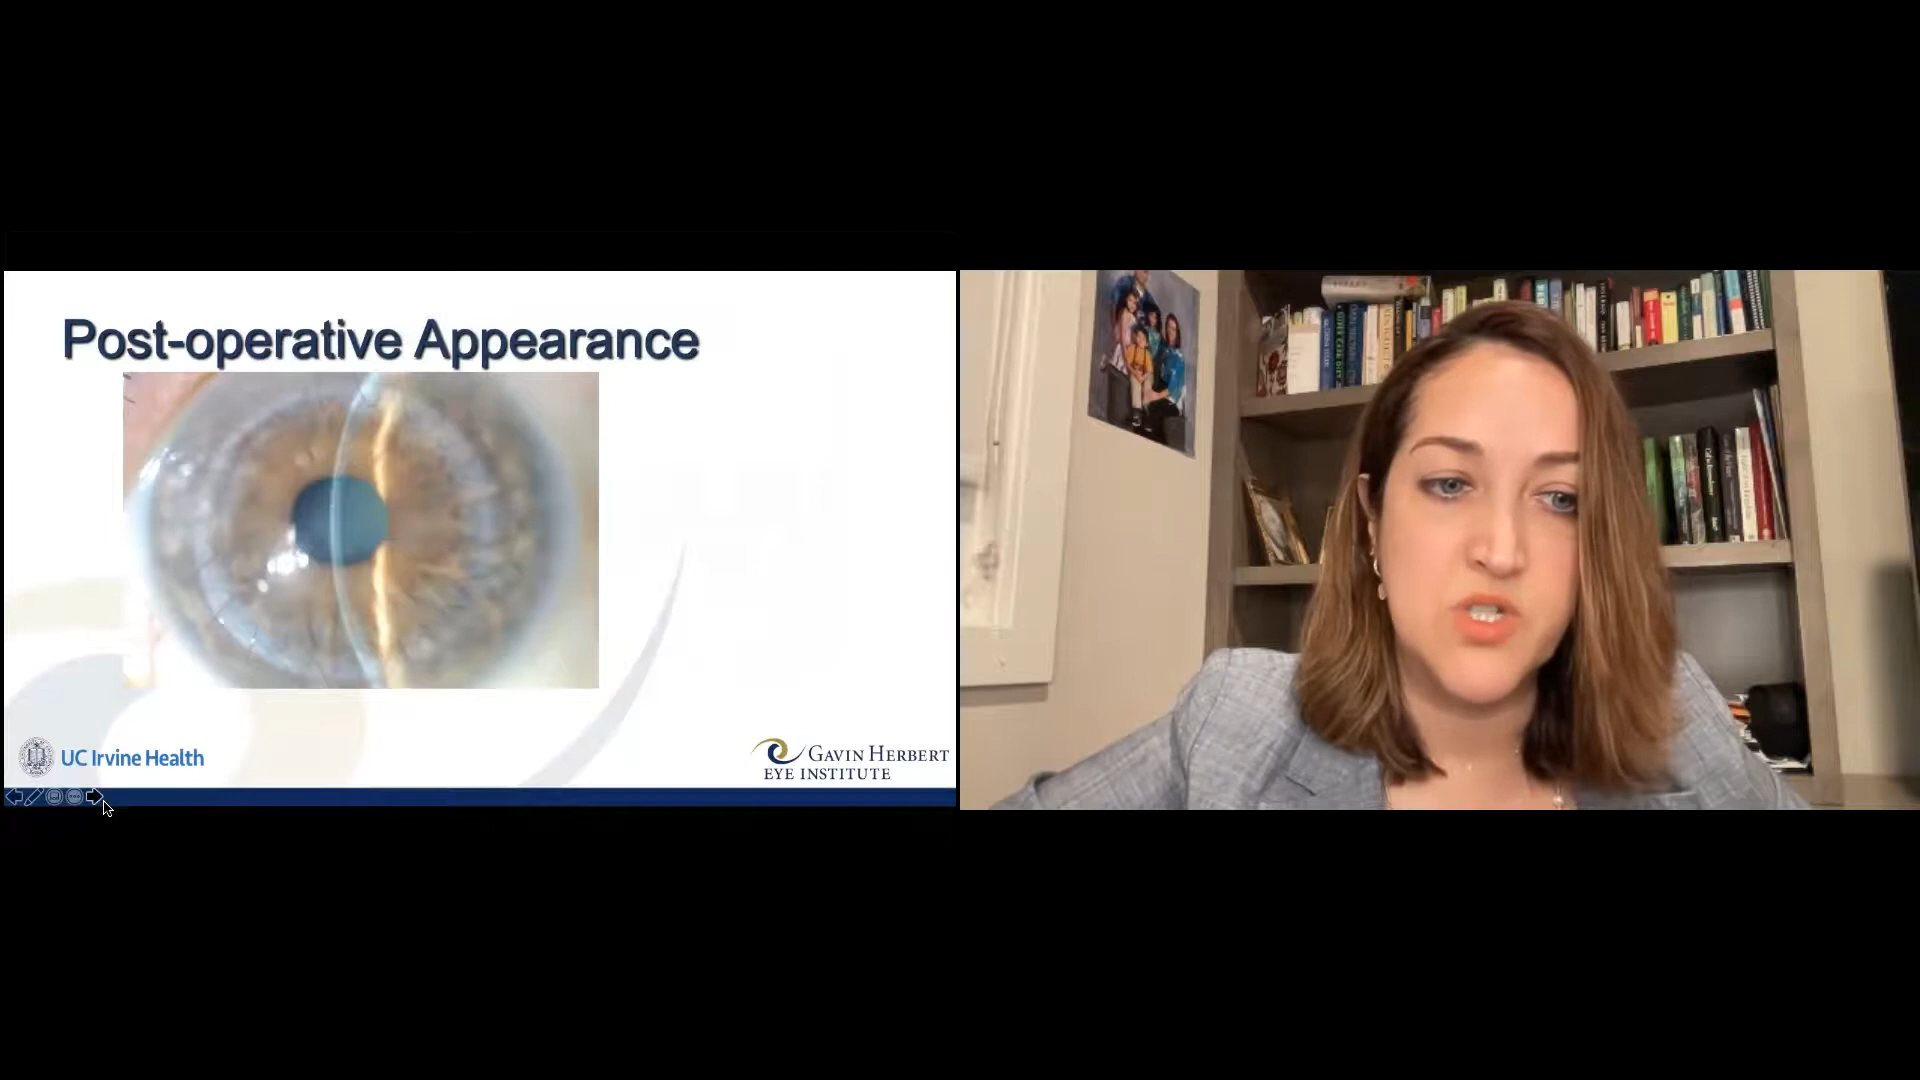 Post-operative Appearance
UC Irvine Health
GAVIN HERBERT
EYE INSTITUTE